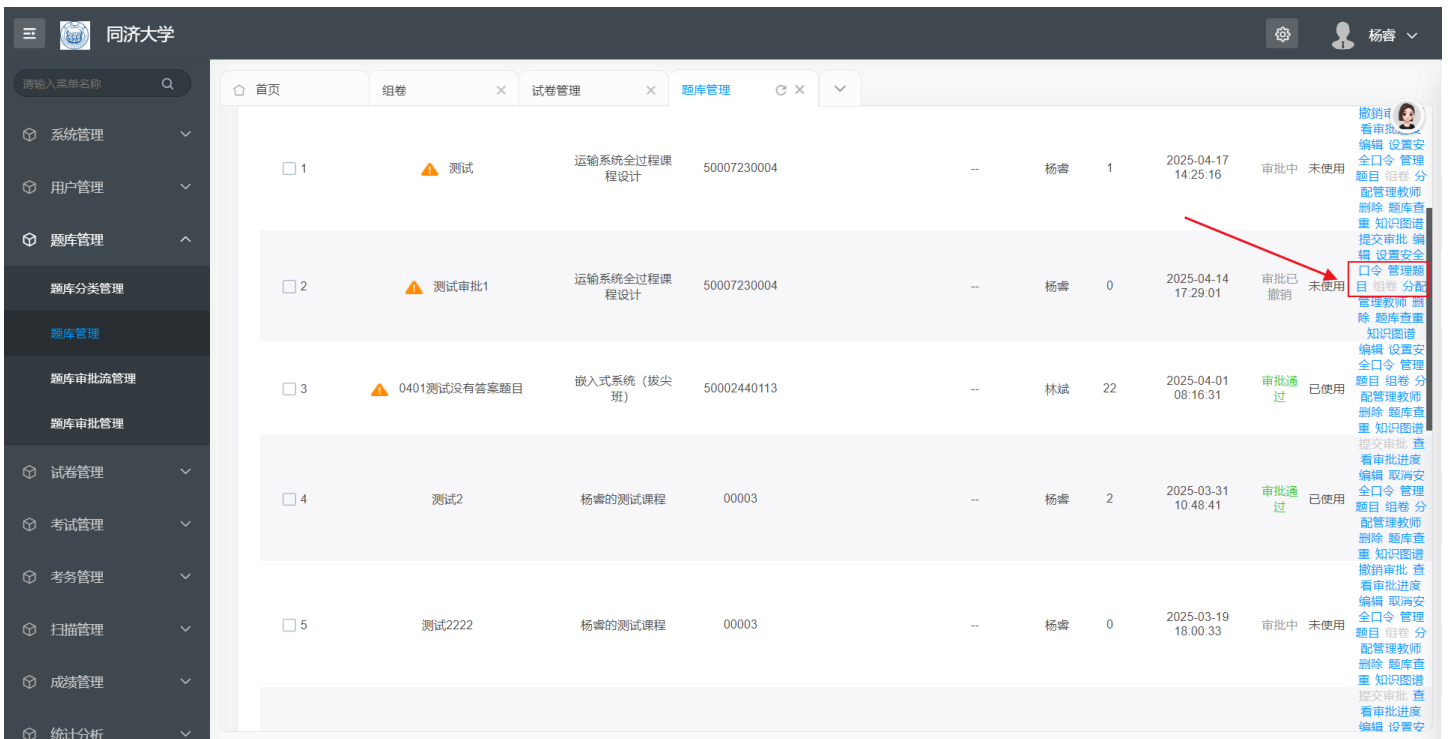 同济大学
杨睿
请输入菜单名称
系统管理
用户管理
题库管理
题库分类管理
题库管理
题库审批流管理
题库审批管理
试卷管理
考试管理
考务管理
扫描管理
成绩管理
统计分析
首页
组卷
试卷管理
题库管理
1
测试
运输系统全过程课
程设计
50007230004
--
杨睿
1
2025-04-17
14:25:16
审批中
未使用
撤銷审
看审批
编辑 设置安
全口令 管理
题目 组卷 分
配管理教师
删除 题库查
重 知识图谱
2
测试审批1
运输系统全过程课
程设计
50007230004
--
杨睿
0
2025-04-14
17:29:01
审批已
撤销
未使用
提交审批 编
辑 设置安全
口令 管理题
目 组卷 分配
管理教师 删
除 题库查重
知识图谱
3
0401测试没有答案题目
嵌入式系统（拔尖
班）
50002440113
--
林斌
22
2025-04-01
08:16:31
审批通
过
已使用
编辑 设置安
全口令 管理
题目 组卷 分
配管理教师
删除 题库查
重 知识图谱
4
测试2
杨睿的测试课程
00003
--
杨睿
2
2025-03-31
10:48:41
审批通
过
已使用
提交审批 查
看审批进度
编辑 取消安
全口令 管理
题目 组卷 分
配管理教师
删除 题库查
重 知识图谱
5
测试2222
杨睿的测试课程
00003
--
杨睿
0
2025-03-19
18:00:33
审批中
未使用
撤銷审批 查
看审批进度
编辑 取消安
全口令 管理
题目 组卷 分
配管理教师
删除 题库查
重 知识图谱
提交审批 查
看审批进度
编辑 设置安